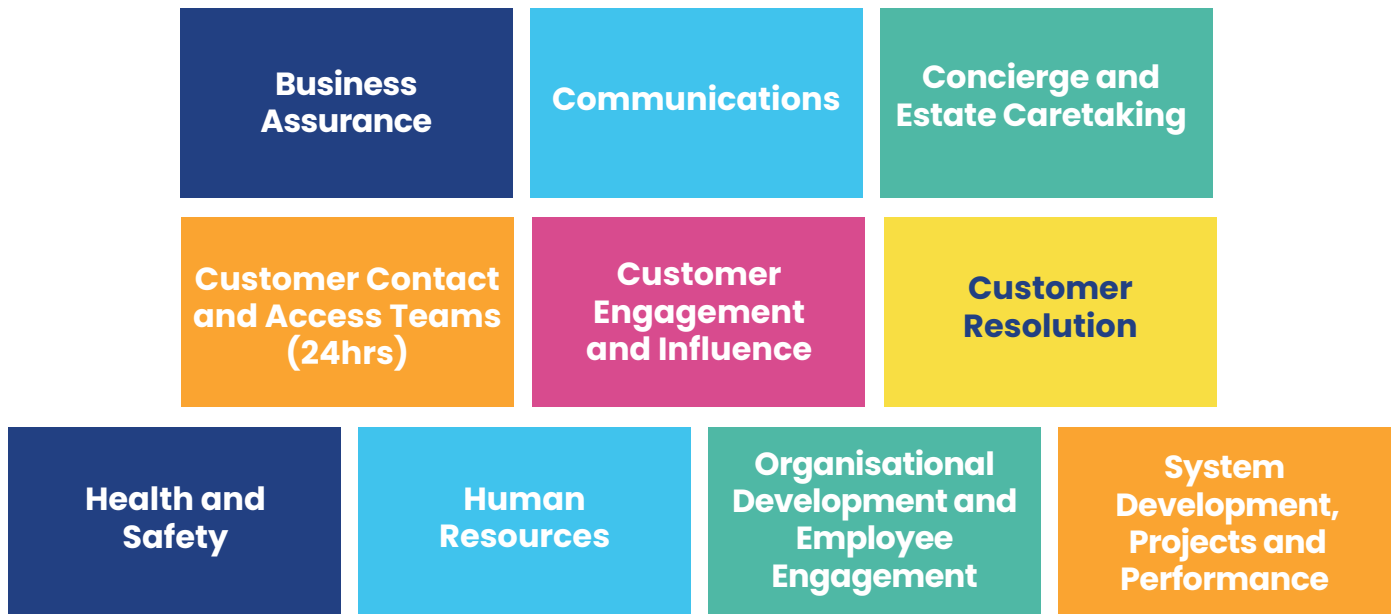 Business
Assurance
Communications
Concierge and
Estate Caretaking
Customer Contact
and Access Teams
(24hrs)
Customer
Engagement
and Influence
Customer
Resolution
Health and
Safety
Human
Resources
Organisational
Development and
Employee
Engagement
System
Development,
Projects and
Performance